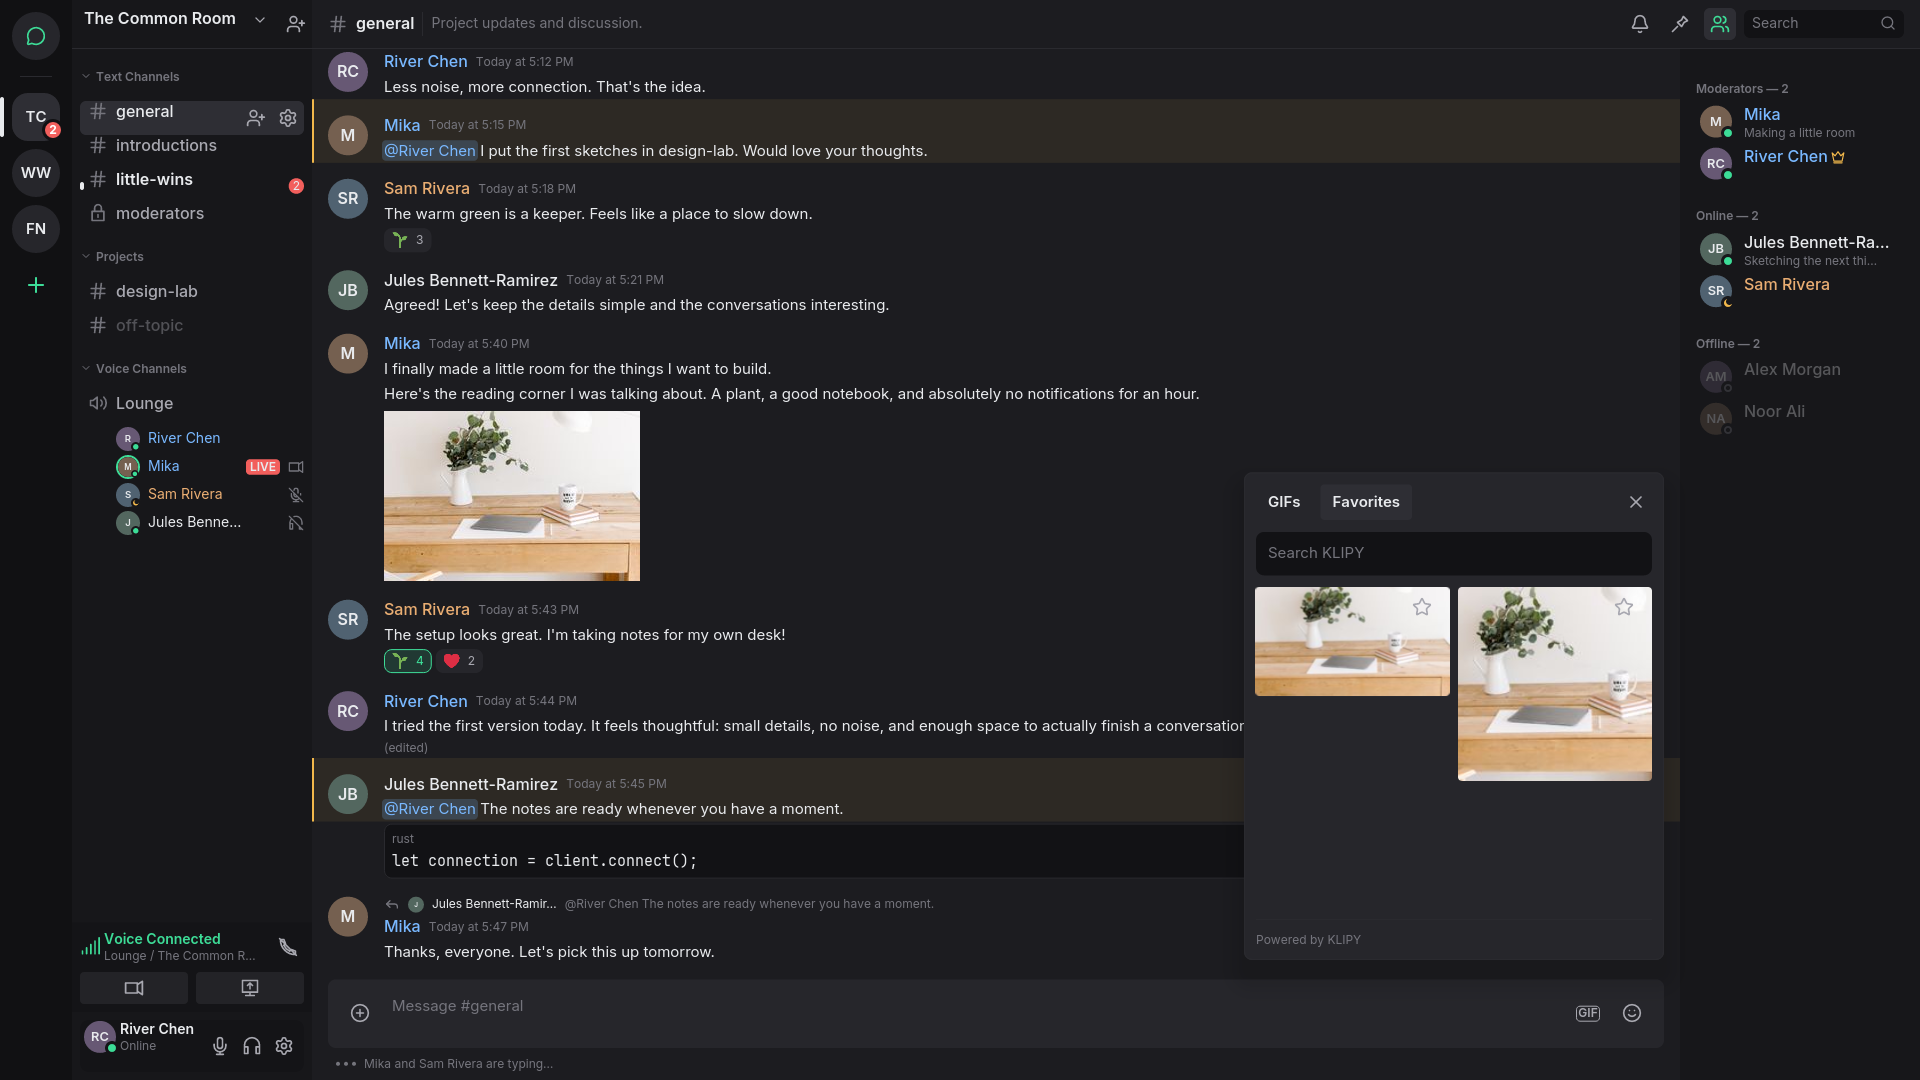 The Common Room
TC
2
WW
FN
Text Channels
general
introductions
little-wins
2
moderators
Projects
design-lab
off-topic
Voice Channels
Lounge
R
River Chen
M
Mika
LIVE
S
Sam Rivera
J
Jules Benne...
Voice Connected
Lounge / The Common R...
RC
River Chen
Online
general
Project updates and discussion.
Search
RC
River Chen
Today at 5:12 PM
Less noise, more connection. That's the idea.
M
Mika
Today at 5:15 PM
@River Chen I put the first sketches in design-lab. Would love your thoughts.
SR
Sam Rivera
Today at 5:18 PM
The warm green is a keeper. Feels like a place to slow down.
3
JB
Jules Bennett-Ramirez
Today at 5:21 PM
Agreed! Let's keep the details simple and the conversations interesting.
M
Mika
Today at 5:40 PM
I finally made a little room for the things I want to build.
Here's the reading corner I was talking about. A plant, a good notebook, and absolutely no notifications for an hour.
SR
Sam Rivera
Today at 5:43 PM
The setup looks great. I'm taking notes for my own desk!
4
2
RC
River Chen
Today at 5:44 PM
I tried the first version today. It feels thoughtful: small details, no noise, and enough space to actually finish a conversation
(edited)
JB
Jules Bennett-Ramirez
Today at 5:45 PM
@River Chen The notes are ready whenever you have a moment.
rust
let connection = client.connect();
J
Jules Bennett-Ramir...
@River Chen The notes are ready whenever you have a moment.
M
Mika
Today at 5:47 PM
Thanks, everyone. Let's pick this up tomorrow.
Message #general
GIF
Mika and Sam Rivera are typing...
GIFs
Favorites
Search KLIPY
Powered by KLIPY
Moderators — 2
M
Mika
Making a little room
RC
River Chen
Online — 2
JB
Jules Bennett-Ra...
Sketching the next thi...
SR
Sam Rivera
Offline — 2
AM
Alex Morgan
NA
Noor Ali